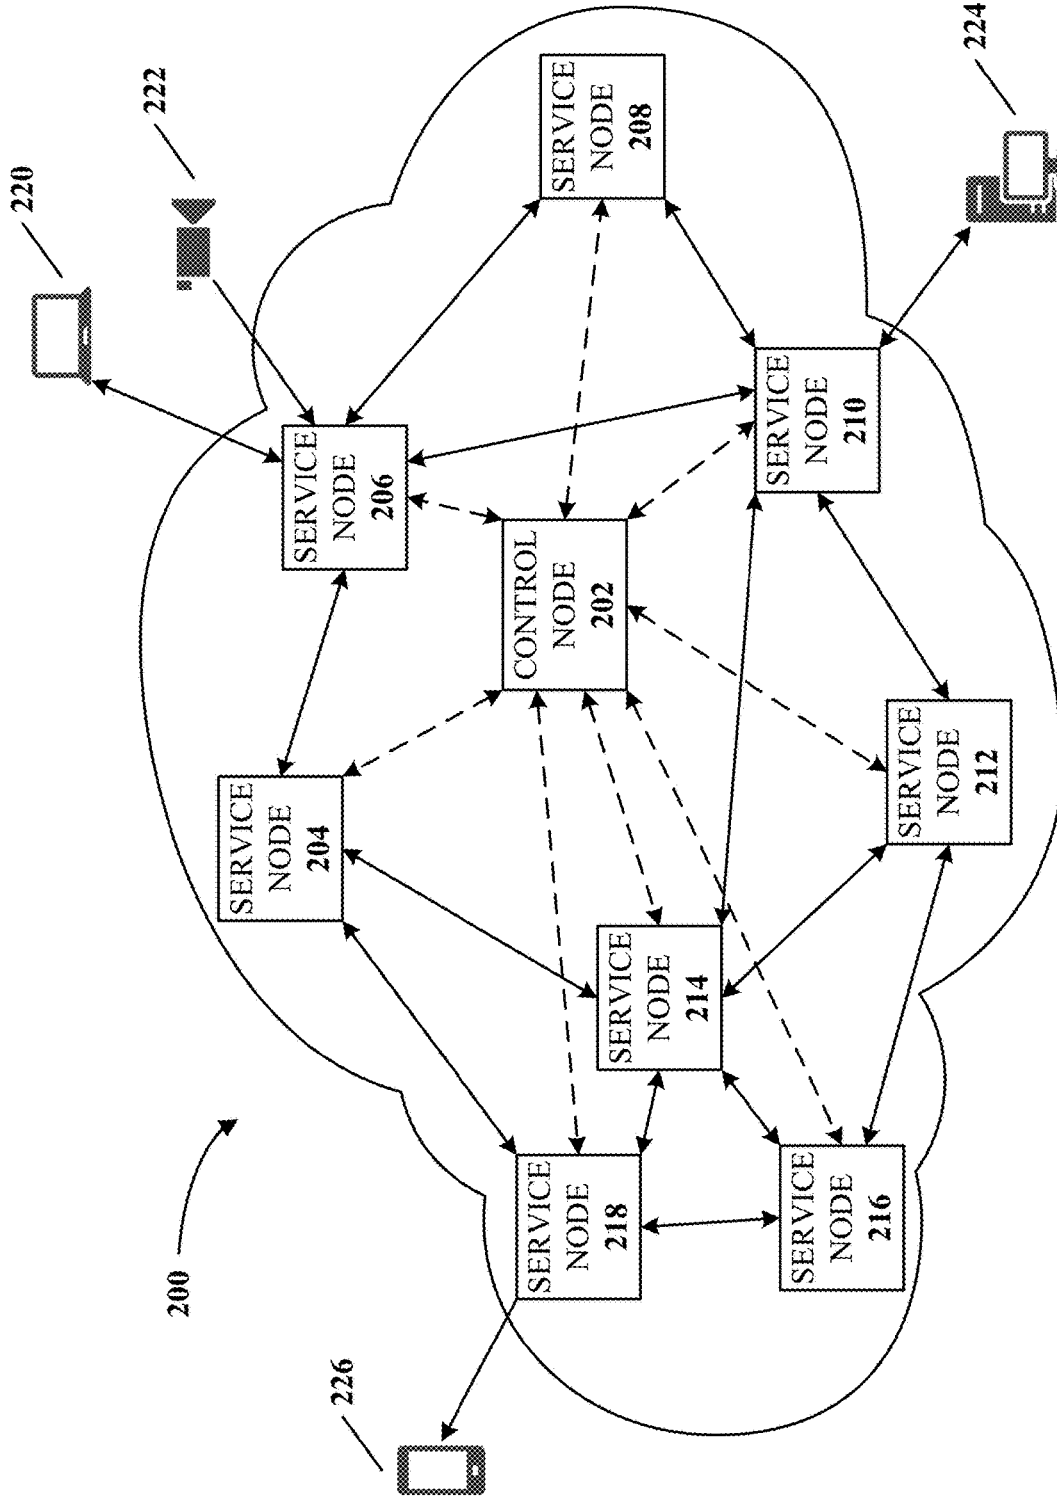 200
220
222
224
226
SERVICE
NODE
204
SERVICE
NODE
206
SERVICE
NODE
208
CONTROL
NODE
202
SERVICE
NODE
210
SERVICE
NODE
212
SERVICE
NODE
214
SERVICE
NODE
216
SERVICE
NODE
218